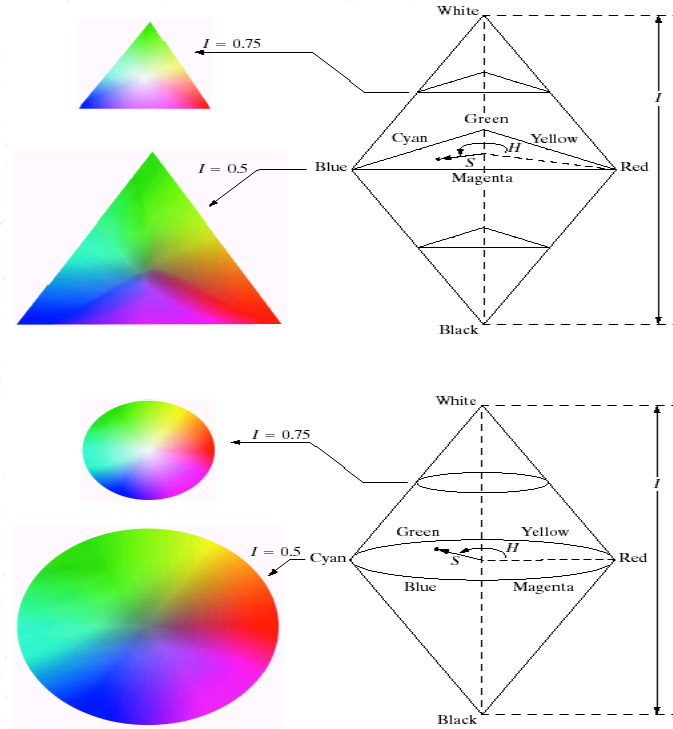 White
I = 0.75
I
Green
Cyan
Yellow
H
I = 0.5
Blue
S
Red
Magenta
Black
White
I = 0.75
I
Green
Yellow
I = 0.5
Cyan
H
S
Red
Blue
Magenta
Black